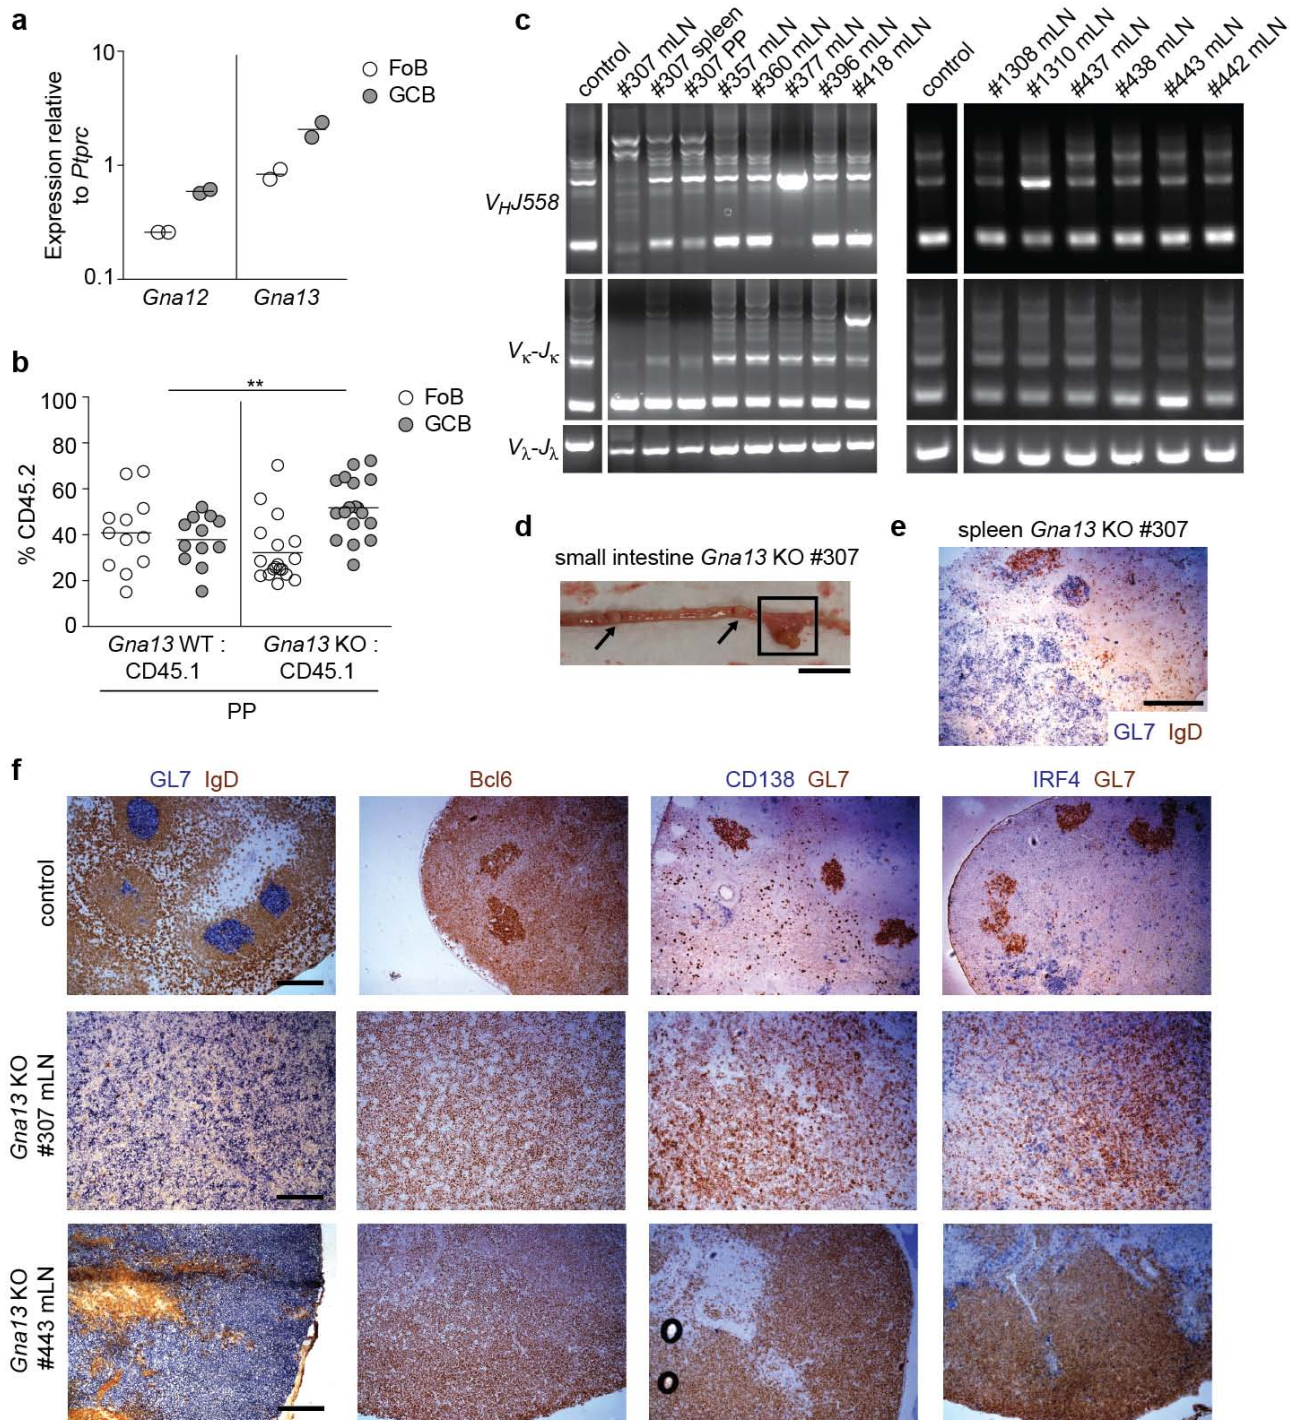 a
10
1
0.1
Expression relative
to Ptprc
FoB
GCB
Gna12
Gna13
b
100
80
60
40
20
0
% CD45.2
**
FoB
GCB
Gna13 WT :
CD45.1
Gna13 KO :
CD45.1
PP
c
control
#307 mLN
#307 spleen
#307 PP
#357 mLN
#360 mLN
#377 mLN
#396 mLN
#418 mLN
control
#1308 mLN
#1310 mLN
#437 mLN
#438 mLN
#443 mLN
#442 mLN
VHJ558
Vκ-Jκ
Vλ-Jλ
d
small intestine Gna13 KO #307
e
spleen Gna13 KO #307
GL7 IgD
f
GL7 IgD
Bcl6
CD138 GL7
IRF4 GL7
control
Gna13 KO
#307 mLN
Gna13 KO
#443 mLN